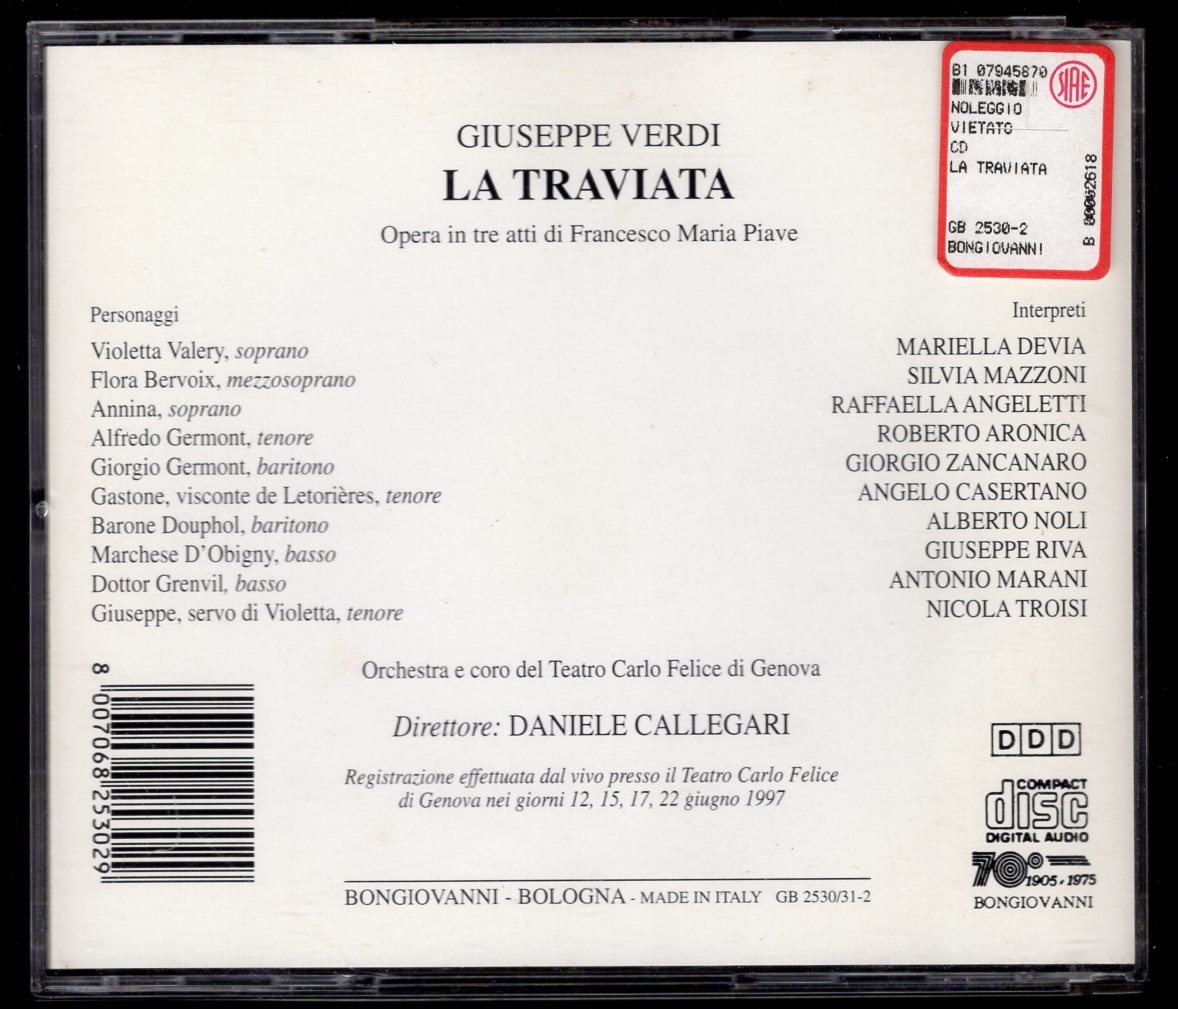 B1 07945870
NOLEGGIO
VIETATO
CD
LA TRAVIATA
GB 2530-2
BONGIOVANNI
SIAE
B 00002618
GIUSEPPE VERDI
LA TRAVIATA
Opera in tre atti di Francesco Maria Piave
Personaggi
Interpreti
Violetta Valery, soprano
MARIELLA DEVIA
Flora Bervoix, mezzosoprano
SILVIA MAZZONI
Annina, soprano
RAFFAELLA ANGELETTI
Alfredo Germont, tenore
ROBERTO ARONICA
Giorgio Germont, baritono
GIORGIO ZANCANARO
Gastone, visconte de Letorières, tenore
ANGELO CASERTANO
Barone Douphol, baritono
ALBERTO NOLI
Marchese D'Obigny, basso
GIUSEPPE RIVA
Dottor Grenvil, basso
ANTONIO MARANI
Giuseppe, servo di Violetta, tenore
NICOLA TROISI
8 007068 253029
Orchestra e coro del Teatro Carlo Felice di Genova
Direttore: DANIELE CALLEGARI
Registrazione effettuata dal vivo presso il Teatro Carlo Felice
di Genova nei giorni 12, 15, 17, 22 giugno 1997
DDD
COMPACT
disc
DIGITAL AUDIO
70°
1905-1975
BONGIOVANNI
BONGIOVANNI - BOLOGNA - MADE IN ITALY GB 2530/31-2